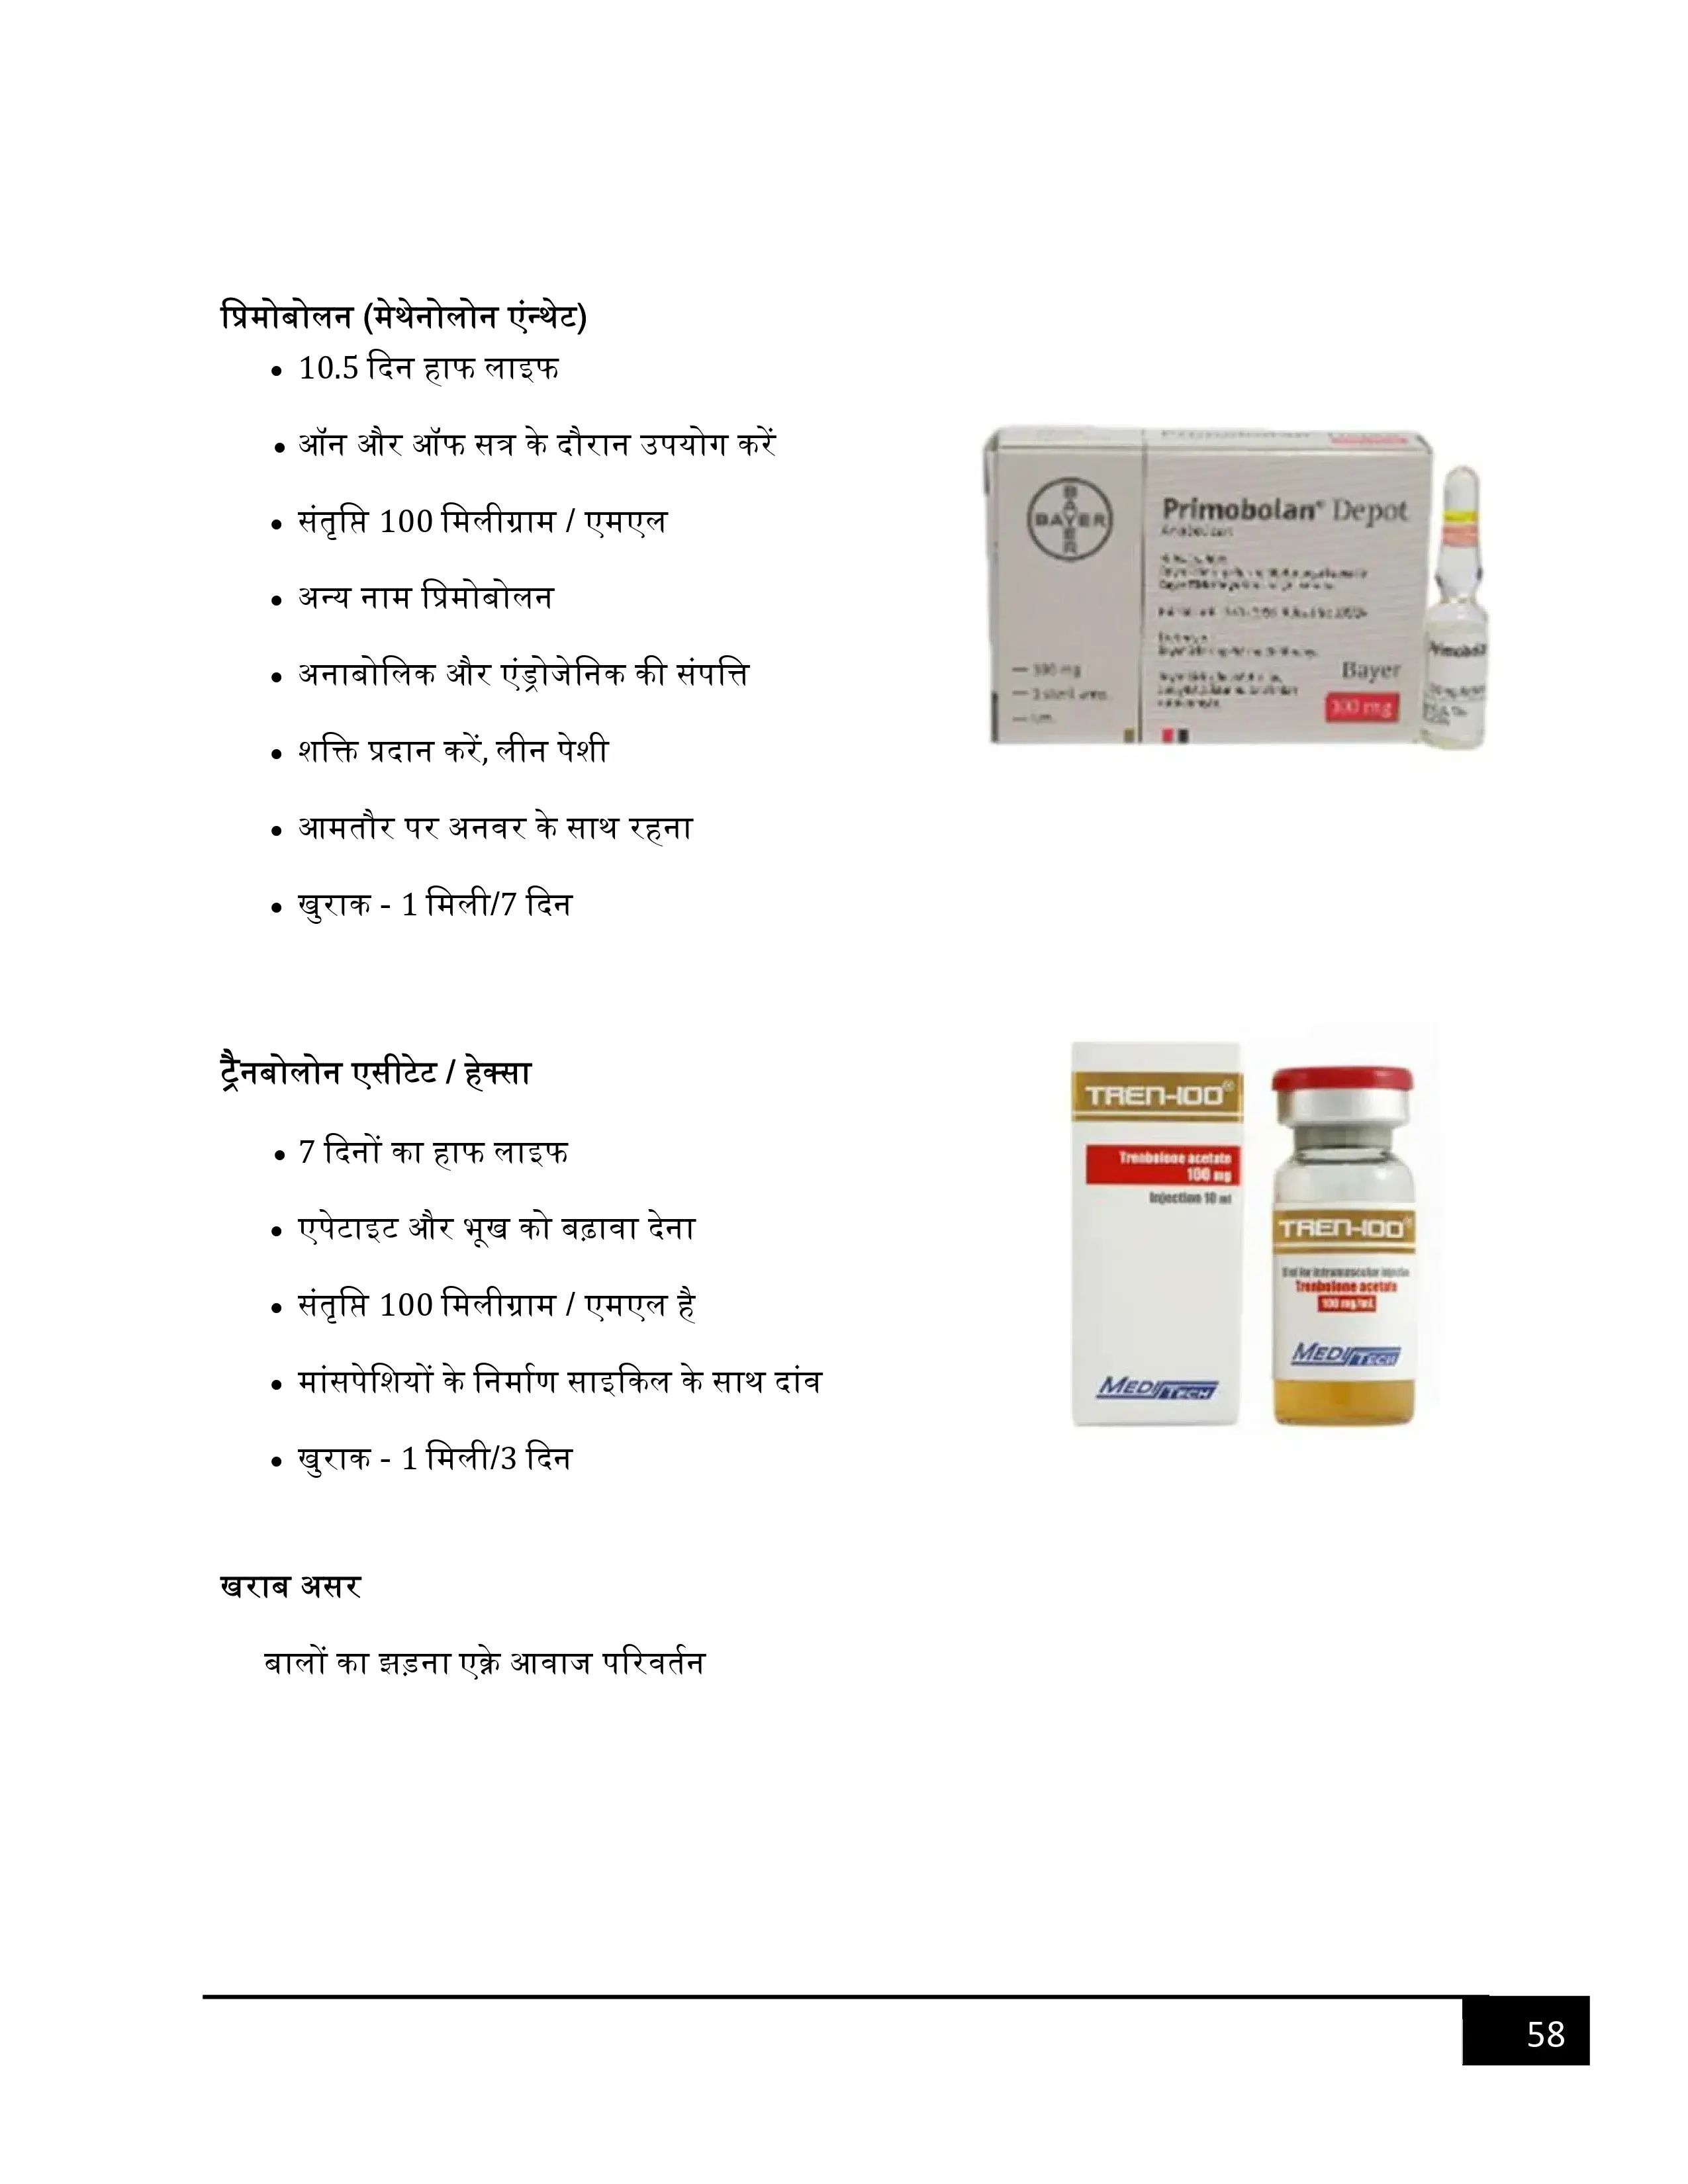 प्रिमोबोलन (मेथेनोलोन एंन्थेट)
• 10.5 दिन हाफ लाइफ
• ऑन और ऑफ सत्र के दौरान उपयोग करें
• संतृप्ति 100 मिलीग्राम / एमएल
• अन्य नाम प्रिमोबोलन
• अनाबोलिक और एंड्रोजेनिक की संपत्ति
• शक्ति प्रदान करें, लीन पेशी
• आमतौर पर अनवर के साथ रहना
• खुराक - 1 मिली/7 दिन
BAYER
BAYER
Primobolan® Depot
Bayer
100 mg
ट्रैनबोलोन एसीटेट / हेक्सा
• 7 दिनों का हाफ लाइफ
• एपेटाइट और भूख को बढ़ावा देना
• संतृप्ति 100 मिलीग्राम / एमएल है
• मांसपेशियों के निर्माण साइकिल के साथ दांव
• खुराक - 1 मिली/3 दिन
TREN-100®
Trenbolone acetate
100 mg
Injection 10 ml
MEDITECH
TREN-100®
10 ml for intramuscular injection
Trenbolone acetate
100 mg/mL
MEDITECH
खराब असर
बालों का झड़ना एक्ने आवाज परिवर्तन
58